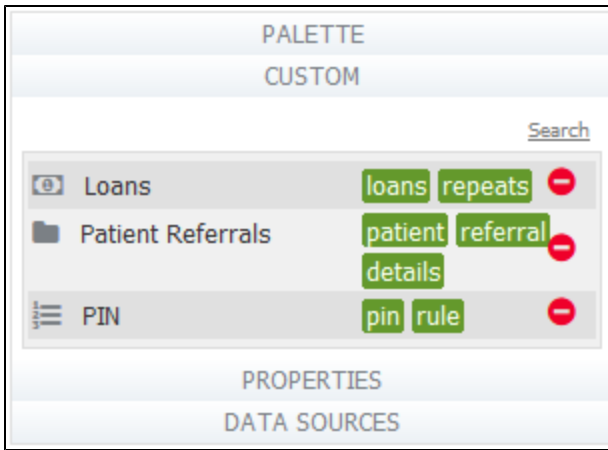 PALETTE
CUSTOM
Search
Loans loans repeats
Patient Referrals patient referral
details
PIN pin rule
PROPERTIES
DATA SOURCES